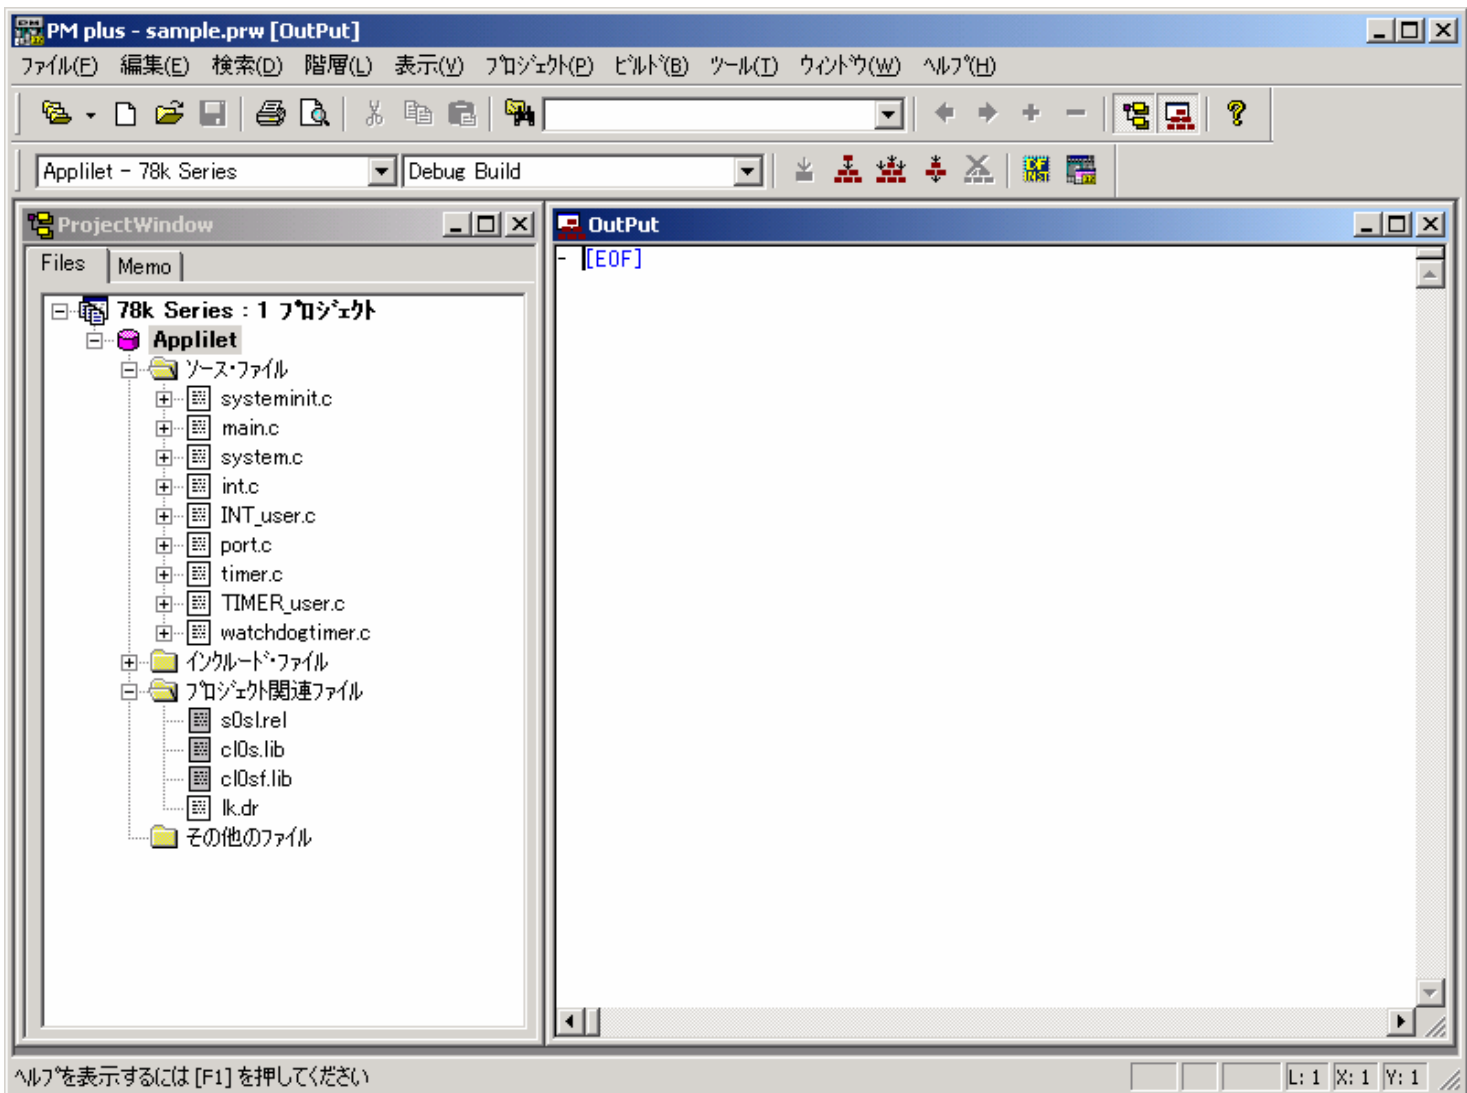 PM plus - sample.prw [OutPut]
ファイル(F) 編集(E) 検索(D) 階層(L) 表示(V) プロジェクト(P) ビルド(B) ツール(T) ウィンドウ(W) ヘルプ(H)
Applilet - 78k Series Debug Build
ProjectWindow
Files Memo
78k Series : 1 プロジェクト
Applilet
ソース・ファイル
systeminit.c
main.c
system.c
int.c
INT_user.c
port.c
timer.c
TIMER_user.c
watchdogtimer.c
インクルード・ファイル
プロジェクト関連ファイル
s0sl.rel
cl0s.lib
cl0sf.lib
lk.dr
その他のファイル
OutPut
[EOF]
ヘルプを表示するには [F1] を押してください
L: 1 X: 1 Y: 1